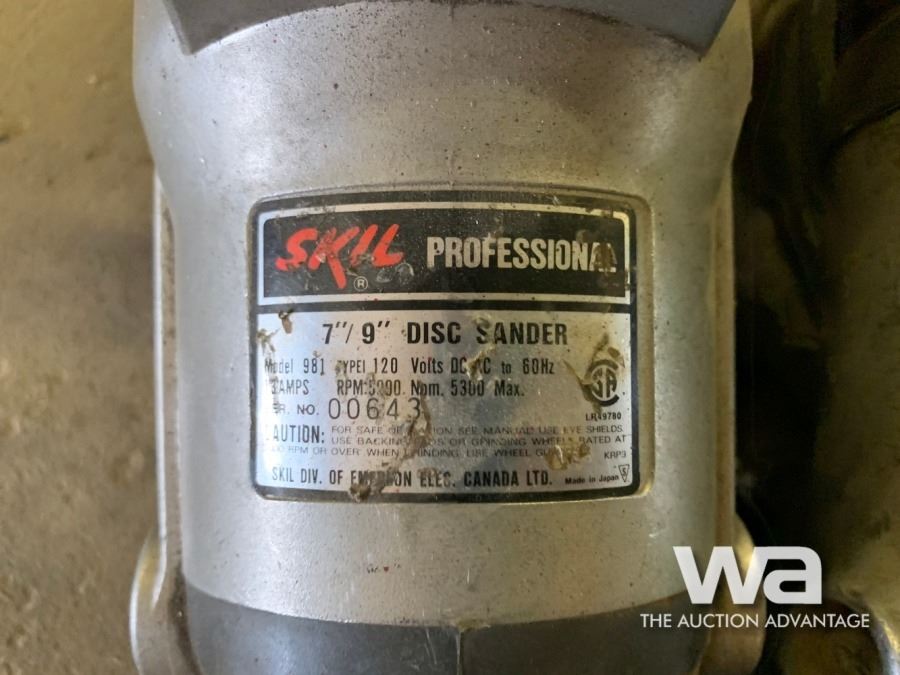 SKIL® PROFESSIONAL
7"/9" DISC SANDER
Model 981 TYPE1 120 Volts DC AC to 60Hz
AMPS RPM: Nom. 5300 Max.
SER. NO. 00643
LR49780
CAUTION: FOR SAFE SEE MANUAL. USE EYE SHIELDS.
USE BACKING OR GRINDING WHEELS RATED AT
RPM OR OVER. WHEN GRINDING, USE WHEEL
KRP3
SKIL DIV. OF EMERSON ELEC. CANADA LTD. Made in Japan S
wa
THE AUCTION ADVANTAGE